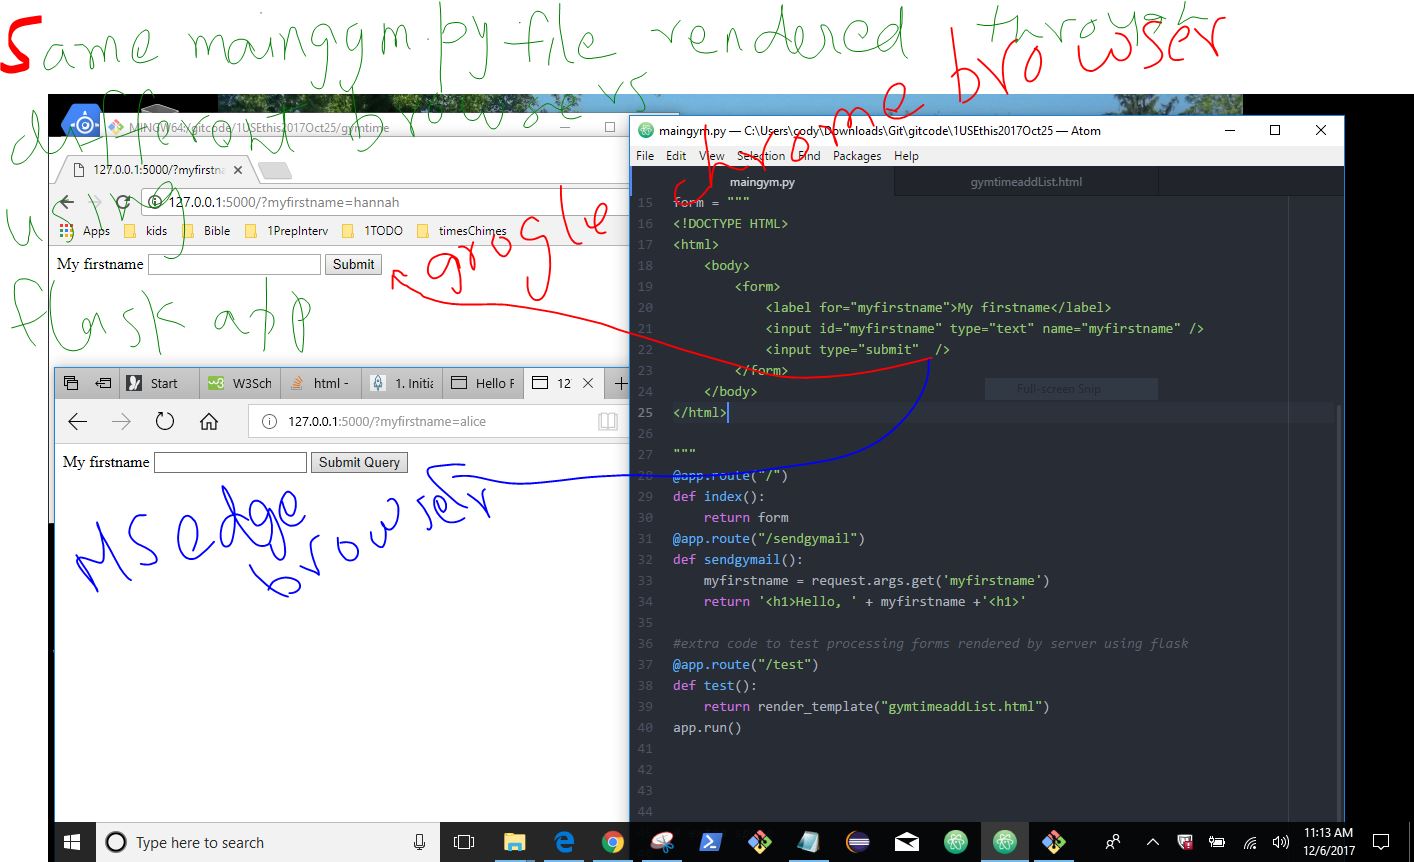 Same maingym.py file rendered through
different browsers
using
flask app
google chrome browser
MS edge
browser
MINGW64:/gitcode/1USEthis2017Oct25/gymtime
127.0.0.1:5000/?myfirstna
127.0.0.1:5000/?myfirstname=hannah
Apps kids Bible 1PrepInterv 1TODO timesChimes
My firstname Submit
Start W3Sch html - 1. Initia Hello F 12
127.0.0.1:5000/?myfirstname=alice
My firstname Submit Query
maingym.py — C:\Users\cody\Downloads\Git\gitcode\1USEthis2017Oct25 — Atom
File Edit View Selection Find Packages Help
maingym.py gymtimeaddList.html
15 form = """
16 <!DOCTYPE HTML>
17 <html>
18 <body>
19 <form>
20 <label for="myfirstname">My firstname</label>
21 <input id="myfirstname" type="text" name="myfirstname" />
22 <input type="submit" />
23 </form>
24 </body>
Full-screen Snip
25 </html>
26
27 """
28 @app.route("/")
29 def index():
30 return form
31 @app.route("/sendgymail")
32 def sendgymail():
33 myfirstname = request.args.get('myfirstname')
34 return '<h1>Hello, ' + myfirstname +'<h1>'
35
36 #extra code to test processing forms rendered by server using flask
37 @app.route("/test")
38 def test():
39 return render_template("gymtimeaddList.html")
40 app.run()
41
42
43
44
Type here to search
11:13 AM
12/6/2017